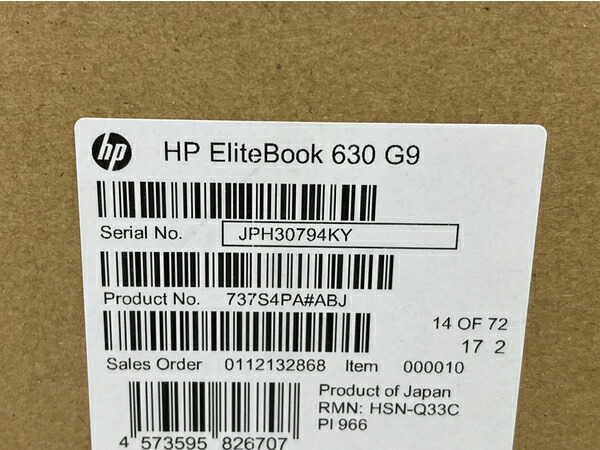 hp HP EliteBook 630 G9
Serial No. JPH30794KY
Product No. 737S4PA#ABJ
14 OF 72
17 2
Sales Order 0112132868 Item 000010
Product of Japan
RMN: HSN-Q33C
PI 966
4 573595 826707